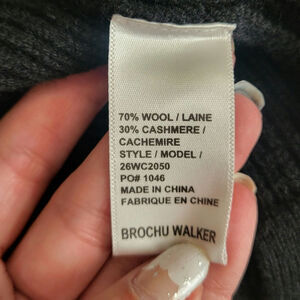 70% WOOL / LAINE
30% CASHMERE /
CACHEMIRE
STYLE / MODEL /
26WC2050
PO# 1046
MADE IN CHINA
FABRIQUE EN CHINE
BROCHU WALKER